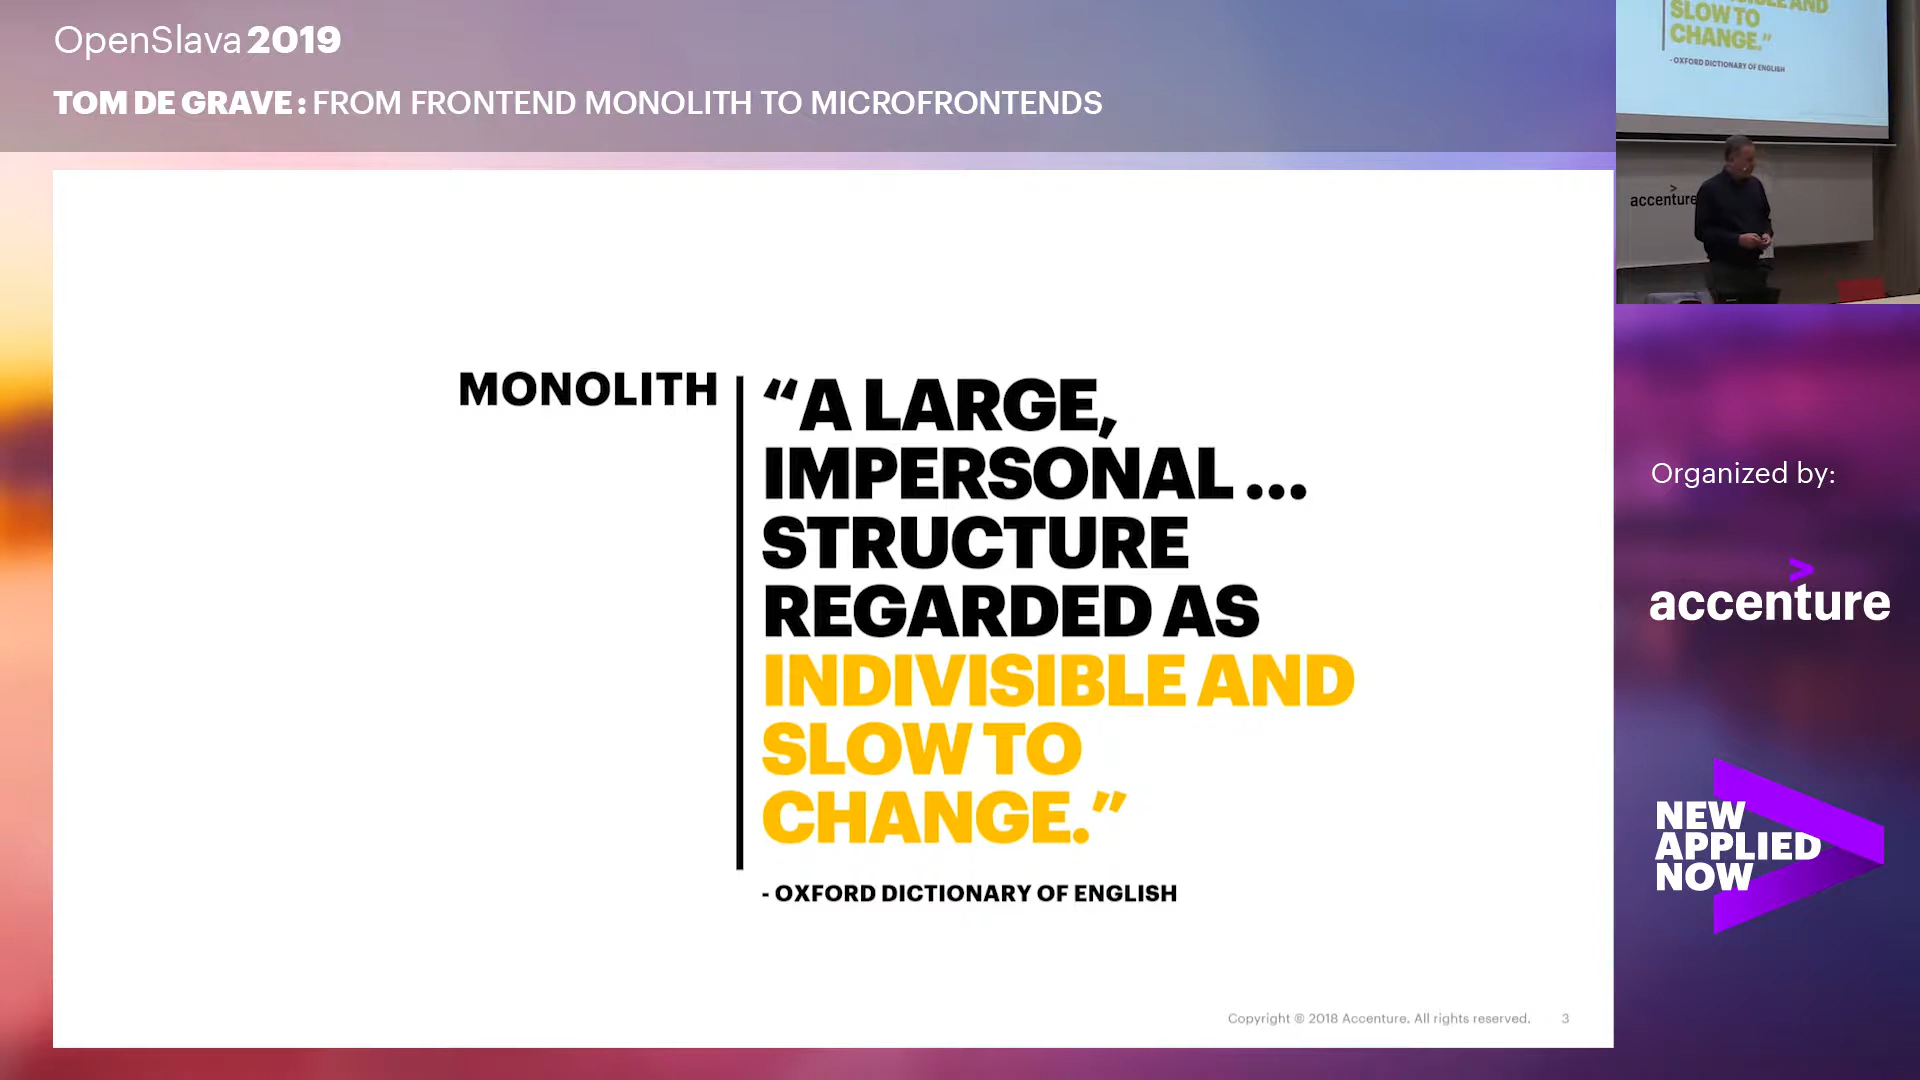 OpenSlava 2019
TOM DE GRAVE: FROM FRONTEND MONOLITH TO MICROFRONTENDS
SLOW TO
CHANGE.”
- OXFORD DICTIONARY OF ENGLISH
accenture
MONOLITH
“A LARGE,
IMPERSONAL ...
STRUCTURE
REGARDED AS
INDIVISIBLE AND
SLOW TO
CHANGE.”
- OXFORD DICTIONARY OF ENGLISH
Copyright © 2018 Accenture. All rights reserved. 3
Organized by:
accenture
NEW
APPLIED
NOW